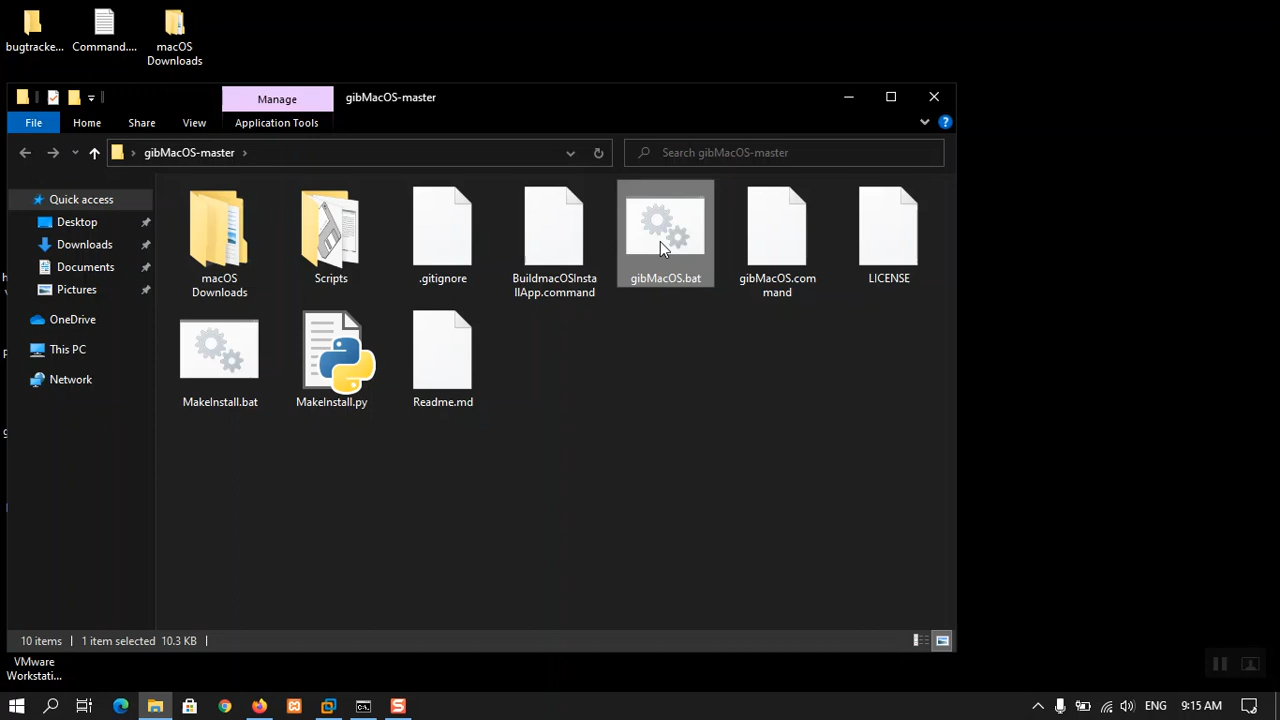 bugtracke...
Command....
macOS
Downloads
Manage
gibMacOS-master
File
Home
Share
View
Application Tools
gibMacOS-master
Search gibMacOS-master
Quick access
Desktop
Downloads
Documents
Pictures
OneDrive
This PC
Network
macOS
Downloads
Scripts
.gitignore
BuildmacOSInsta
llApp.command
gibMacOS.bat
gibMacOS.com
mand
LICENSE
MakeInstall.bat
MakeInstall.py
Readme.md
10 items
1 item selected 10.3 KB
VMware
Workstati...
ENG
9:15 AM